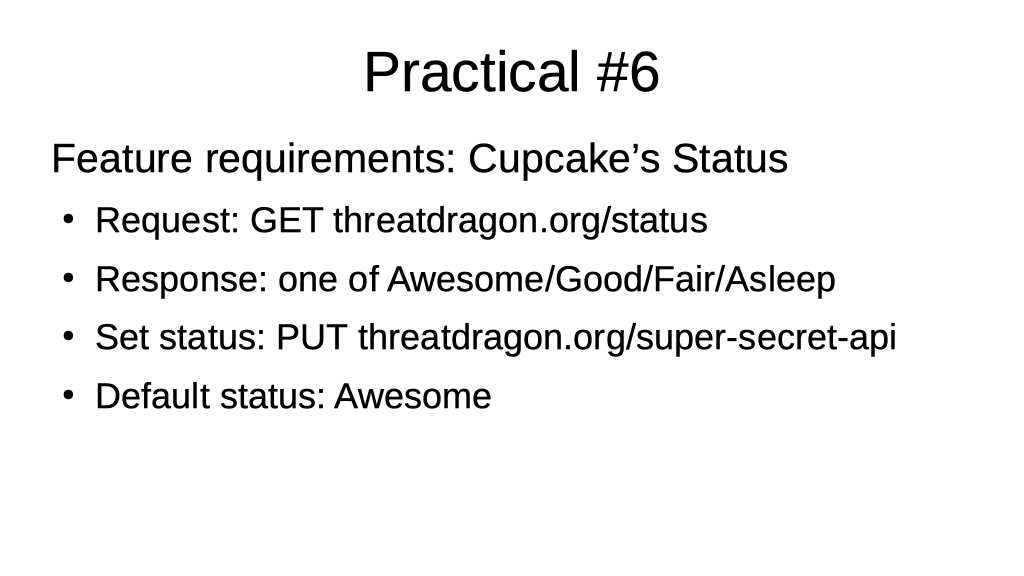 Practical #6
Feature requirements: Cupcake’s Status
• Request: GET threatdragon.org/status
• Response: one of Awesome/Good/Fair/Asleep
• Set status: PUT threatdragon.org/super-secret-api
• Default status: Awesome